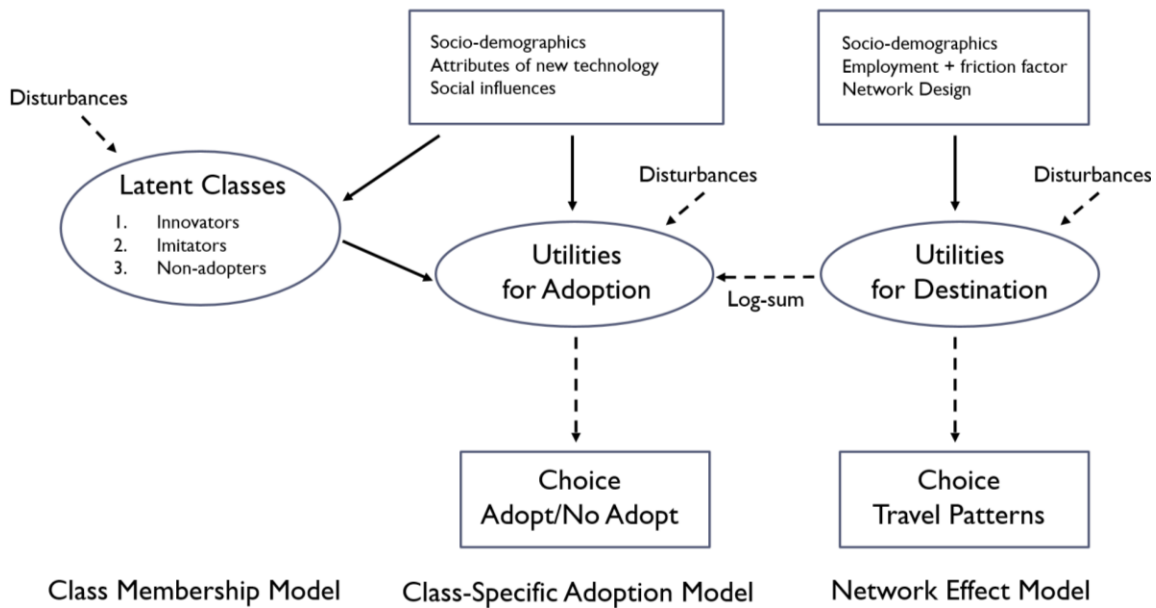 Socio-demographics
Attributes of new technology
Social influences
Socio-demographics
Employment + friction factor
Network Design
Disturbances
Latent Classes
1. Innovators
2. Imitators
3. Non-adopters
Disturbances
Disturbances
Utilities
for Adoption
Log-sum
Utilities
for Destination
Choice
Adopt/No Adopt
Choice
Travel Patterns
Class Membership Model
Class-Specific Adoption Model
Network Effect Model